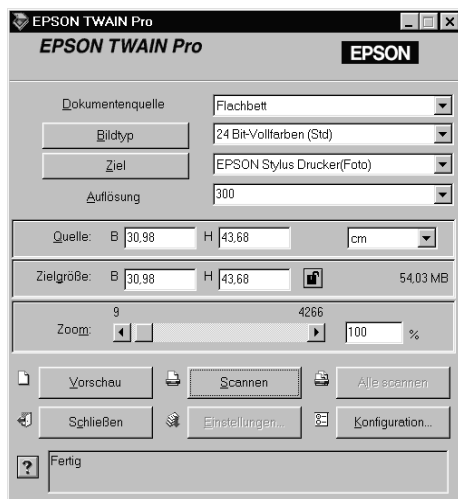 EPSON TWAIN Pro
EPSON TWAIN Pro
EPSON
Dokumentenquelle Flachbett
Bildtyp 24 Bit-Vollfarben (Std)
Ziel EPSON Stylus Drucker(Foto)
Auflösung 300
Quelle: B 30,98 H 43,68 cm
Zielgröße: B 30,98 H 43,68 54,03 MB
9 4266
Zoom: 100 %
Vorschau Scannen Alle scannen
Schließen Einstellungen... Konfiguration...
? Fertig